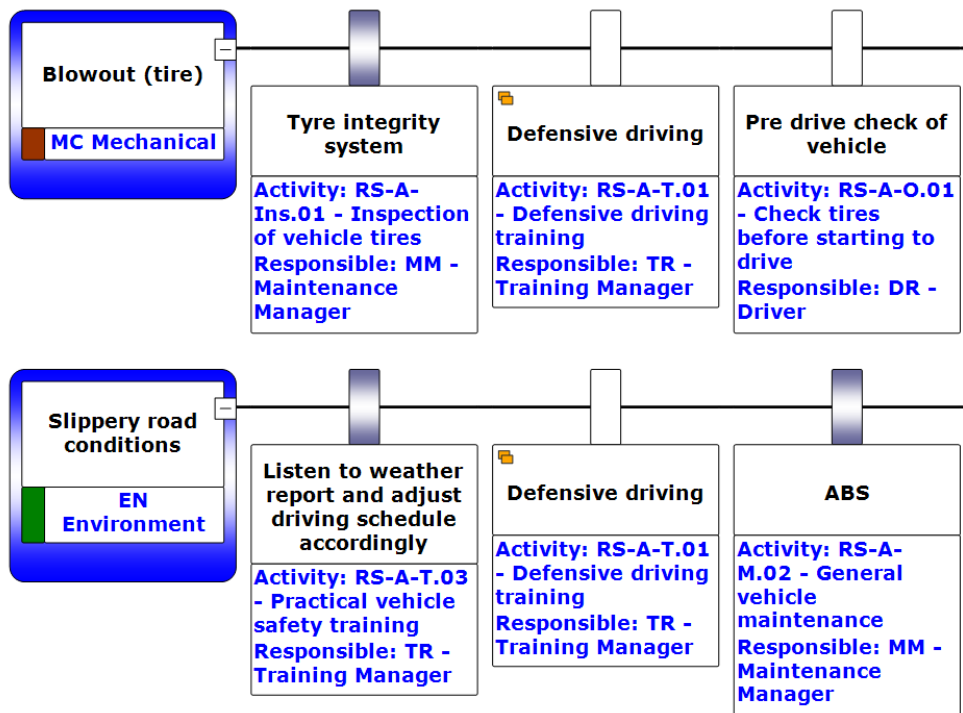 Blowout (tire)
MC Mechanical
Tyre integrity
system
Activity: RS-A-
Ins.01 - Inspection
of vehicle tires
Responsible: MM -
Maintenance
Manager
Defensive driving
Activity: RS-A-T.01
- Defensive driving
training
Responsible: TR -
Training Manager
Pre drive check of
vehicle
Activity: RS-A-O.01
- Check tires
before starting to
drive
Responsible: DR -
Driver
Slippery road
conditions
EN
Environment
Listen to weather
report and adjust
driving schedule
accordingly
Activity: RS-A-T.03
- Practical vehicle
safety training
Responsible: TR -
Training Manager
Defensive driving
Activity: RS-A-T.01
- Defensive driving
training
Responsible: TR -
Training Manager
ABS
Activity: RS-A-
M.02 - General
vehicle
maintenance
Responsible: MM -
Maintenance
Manager